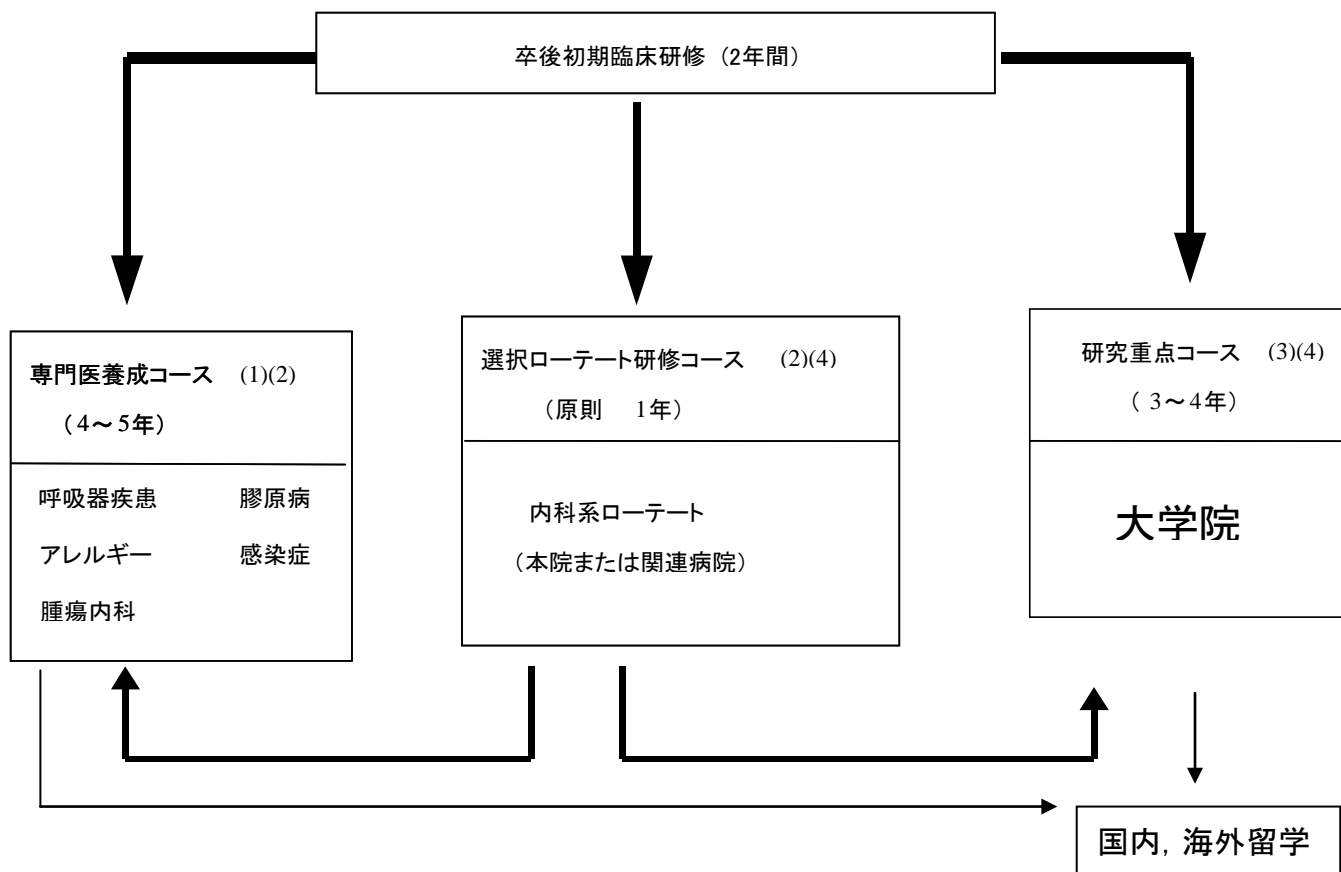 卒後初期臨床研修 (2年間)
専門医養成コース (1)(2)
(4～5年)
呼吸器疾患 膠原病
アレルギー 感染症
腫瘍内科
選択ローテート研修コース (2)(4)
(原則 1年)
内科系ローテート
(本院または関連病院)
研究重点コース (3)(4)
( 3～4年)
大学院
国内, 海外留学